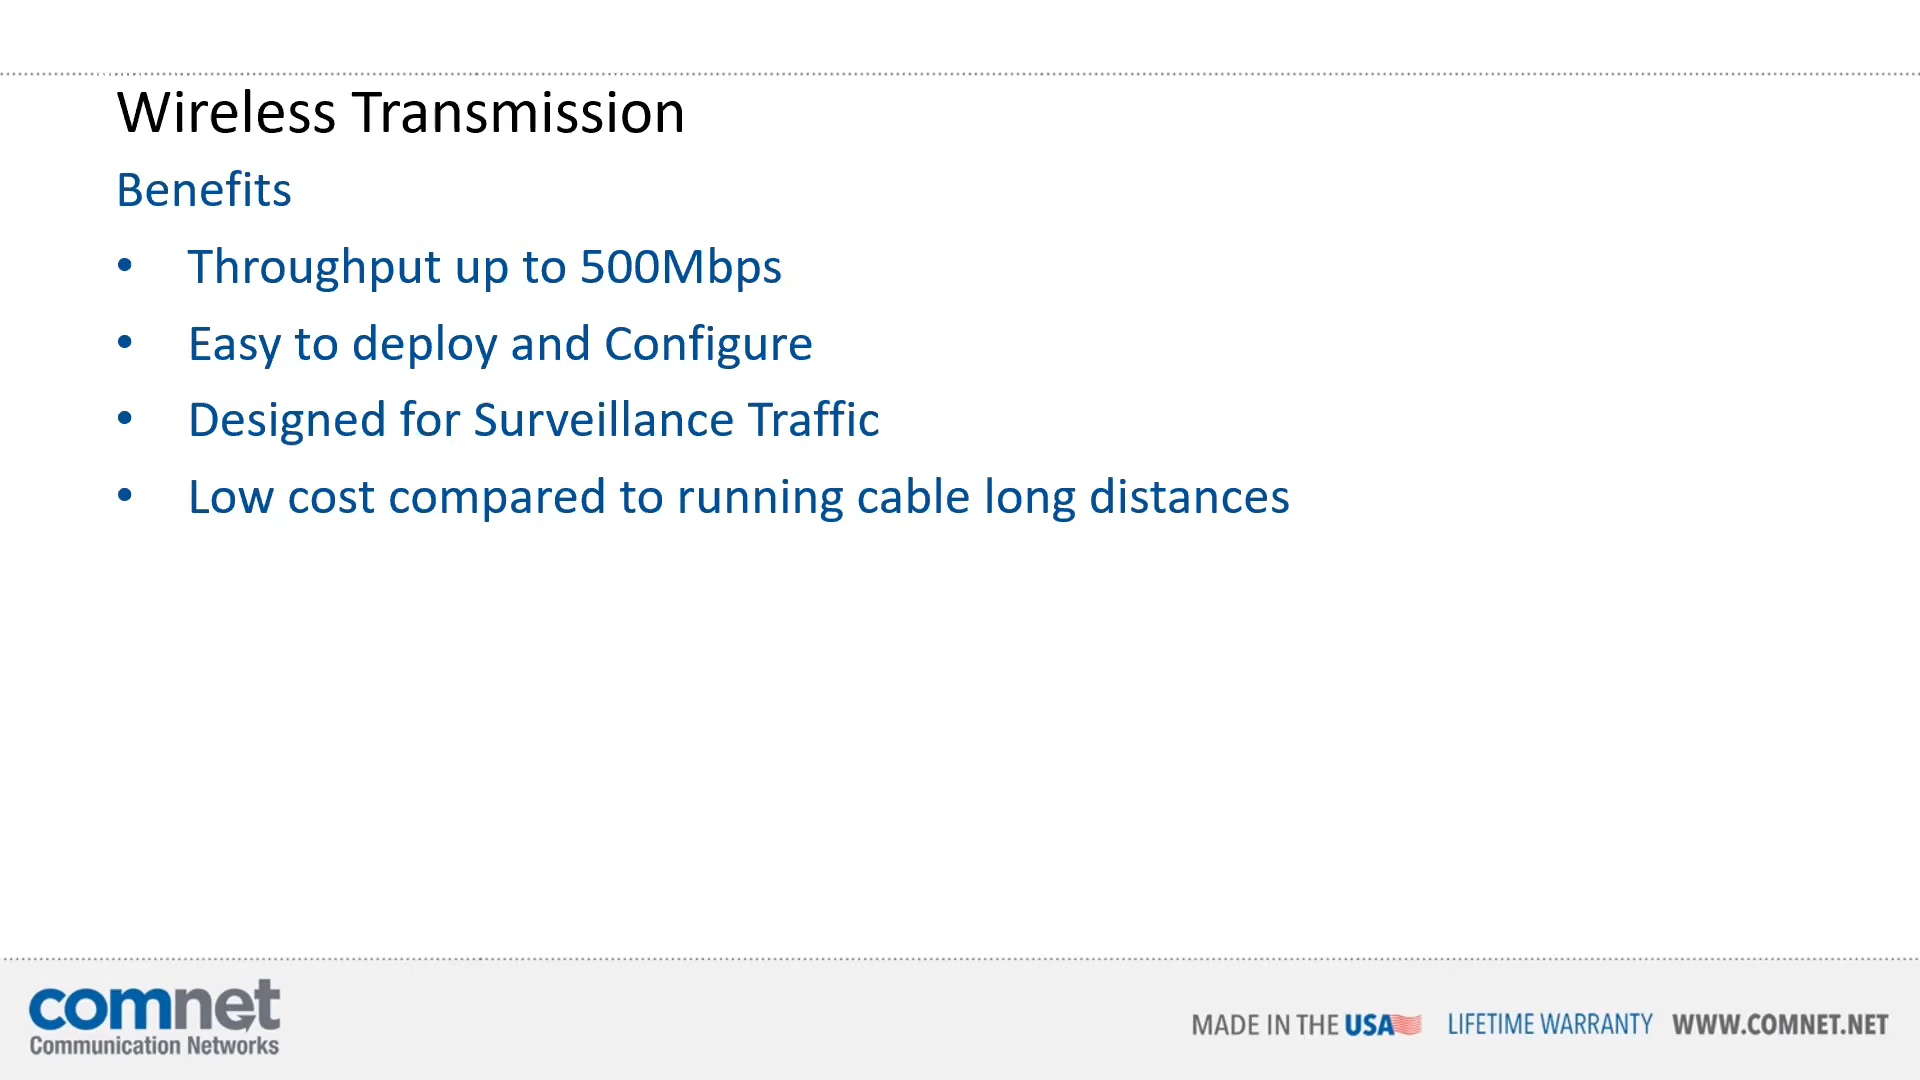 Wireless Transmission
Benefits
• Throughput up to 500Mbps
• Easy to deploy and Configure
• Designed for Surveillance Traffic
• Low cost compared to running cable long distances
comnet
Communication Networks
MADE IN THE USA LIFETIME WARRANTY WWW.COMNET.NET